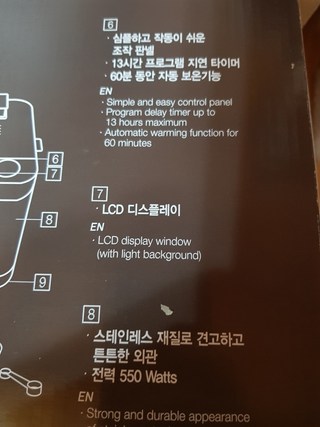 6
· 심플하고 작동이 쉬운
조작 판넬
· 13시간 프로그램 지연 타이머
· 60분 동안 자동 보온기능
EN
· Simple and easy control panel
· Program delay timer up to
13 hours maximum
· Automatic warming function for
60 minutes
6
7
8
9
7
· LCD 디스플레이
EN
· LCD display window
(with light background)
8
· 스테인레스 재질로 견고하고
튼튼한 외관
· 전력 550 Watts
EN
· Strong and durable appearance